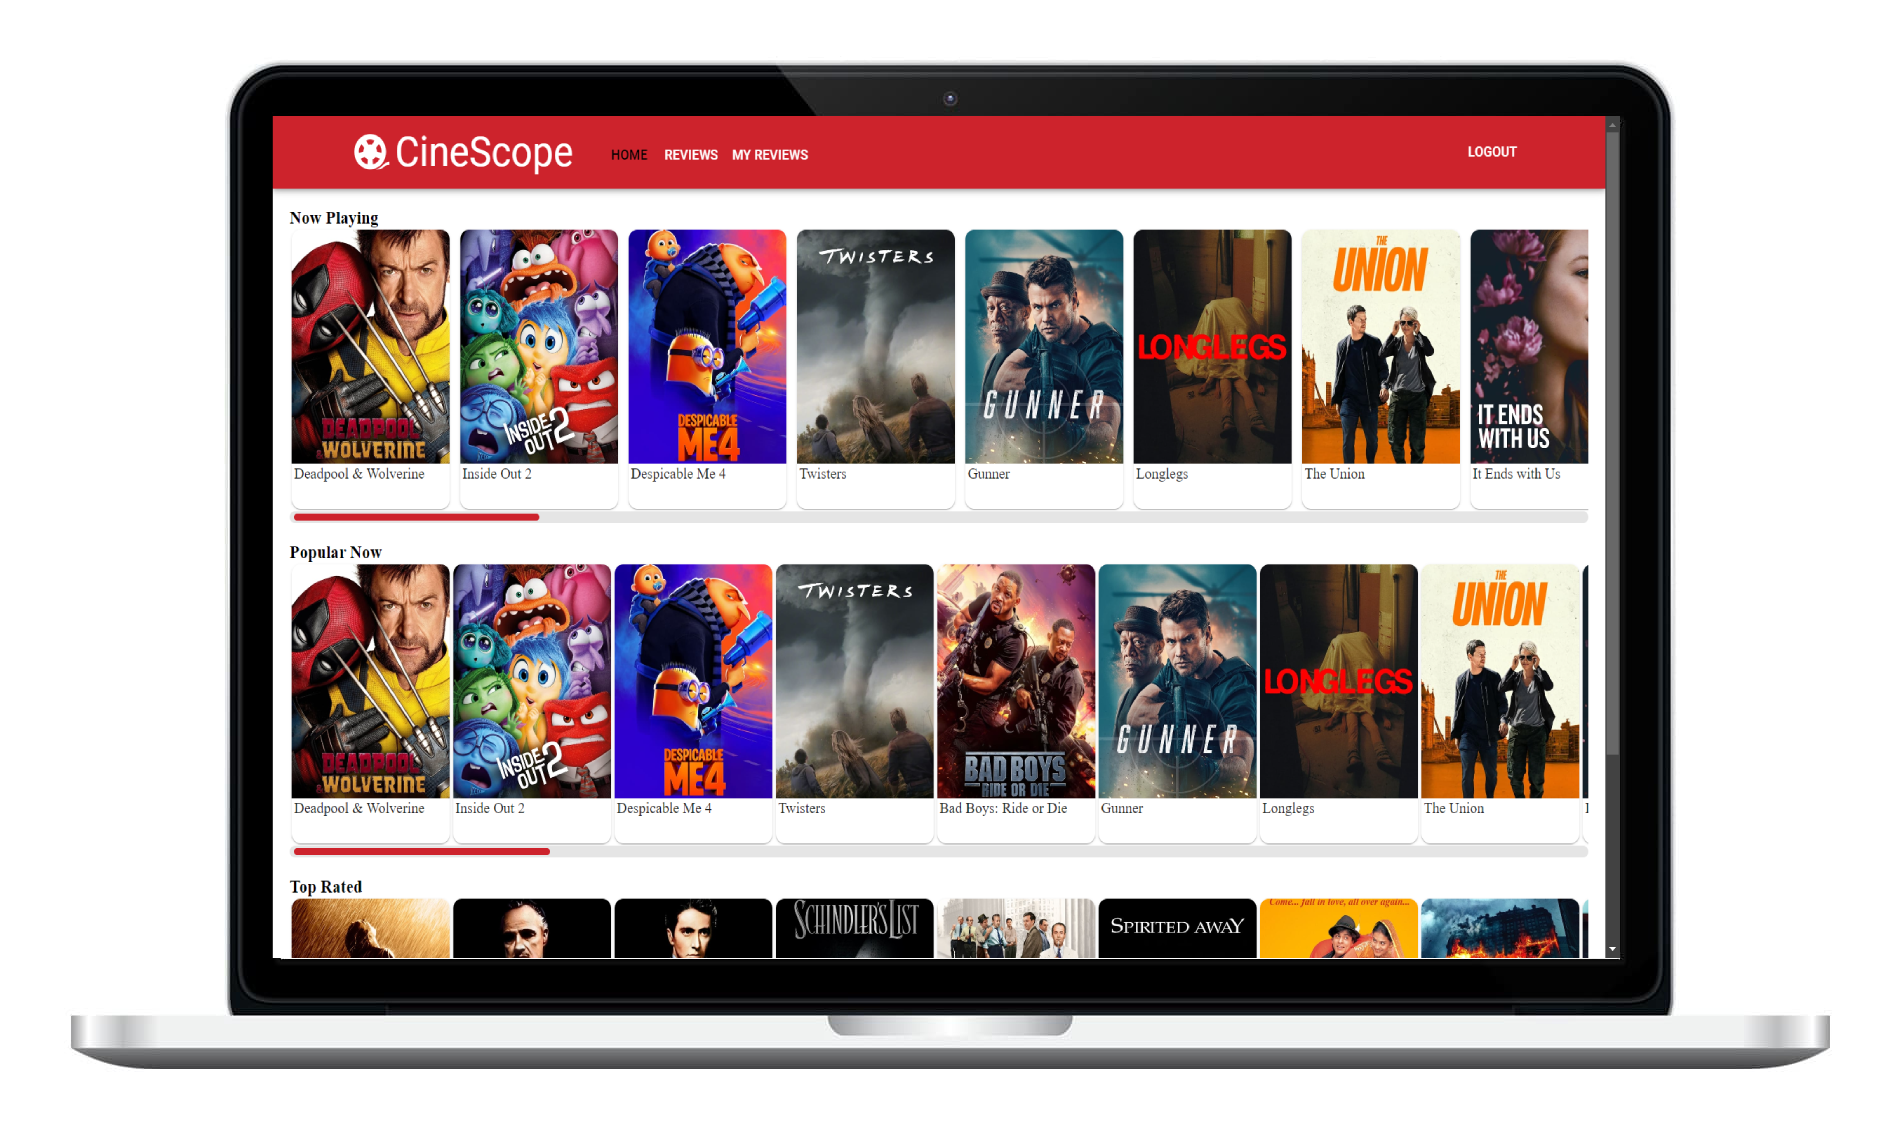 CineScope
HOME REVIEWS MY REVIEWS
LOGOUT
Now Playing
DEADPOOL
& WOLVERINE
INSIDE
OUT 2
DESPICABLE
ME4
TWISTERS
GUNNER
LONGLEGS
THE
UNION
IT ENDS
WITH US
Deadpool & Wolverine
Inside Out 2
Despicable Me 4
Twisters
Gunner
Longlegs
The Union
It Ends with Us
Popular Now
DEADPOOL
& WOLVERINE
INSIDE
OUT 2
DESPICABLE
ME4
TWISTERS
BAD BOYS
RIDE OR DIE
GUNNER
LONGLEGS
THE
UNION
Deadpool & Wolverine
Inside Out 2
Despicable Me 4
Twisters
Bad Boys: Ride or Die
Gunner
Longlegs
The Union
Top Rated
SCHINDLER'S LIST
SPIRITED AWAY
Come... fall in love, all over again...